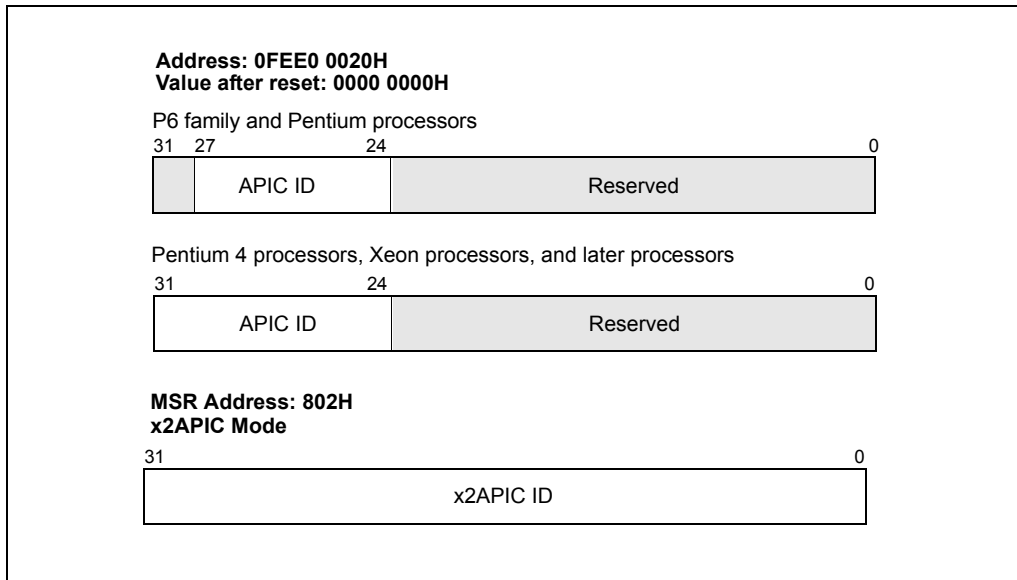 Address: 0FEE0 0020H
Value after reset: 0000 0000H
P6 family and Pentium processors
31 27 24 0
APIC ID Reserved
Pentium 4 processors, Xeon processors, and later processors
31 24 0
APIC ID Reserved
MSR Address: 802H
x2APIC Mode
31 0
x2APIC ID